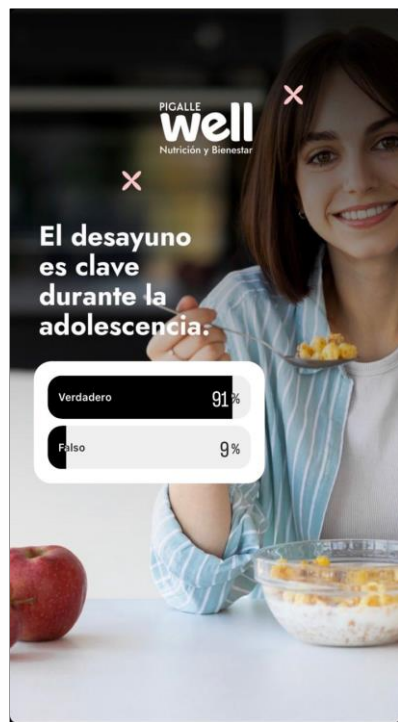 PIGALLE
well
Nutrición y Bienestar
El desayuno
es clave
durante la
adolescencia.
Verdadero 91%
Falso 9%